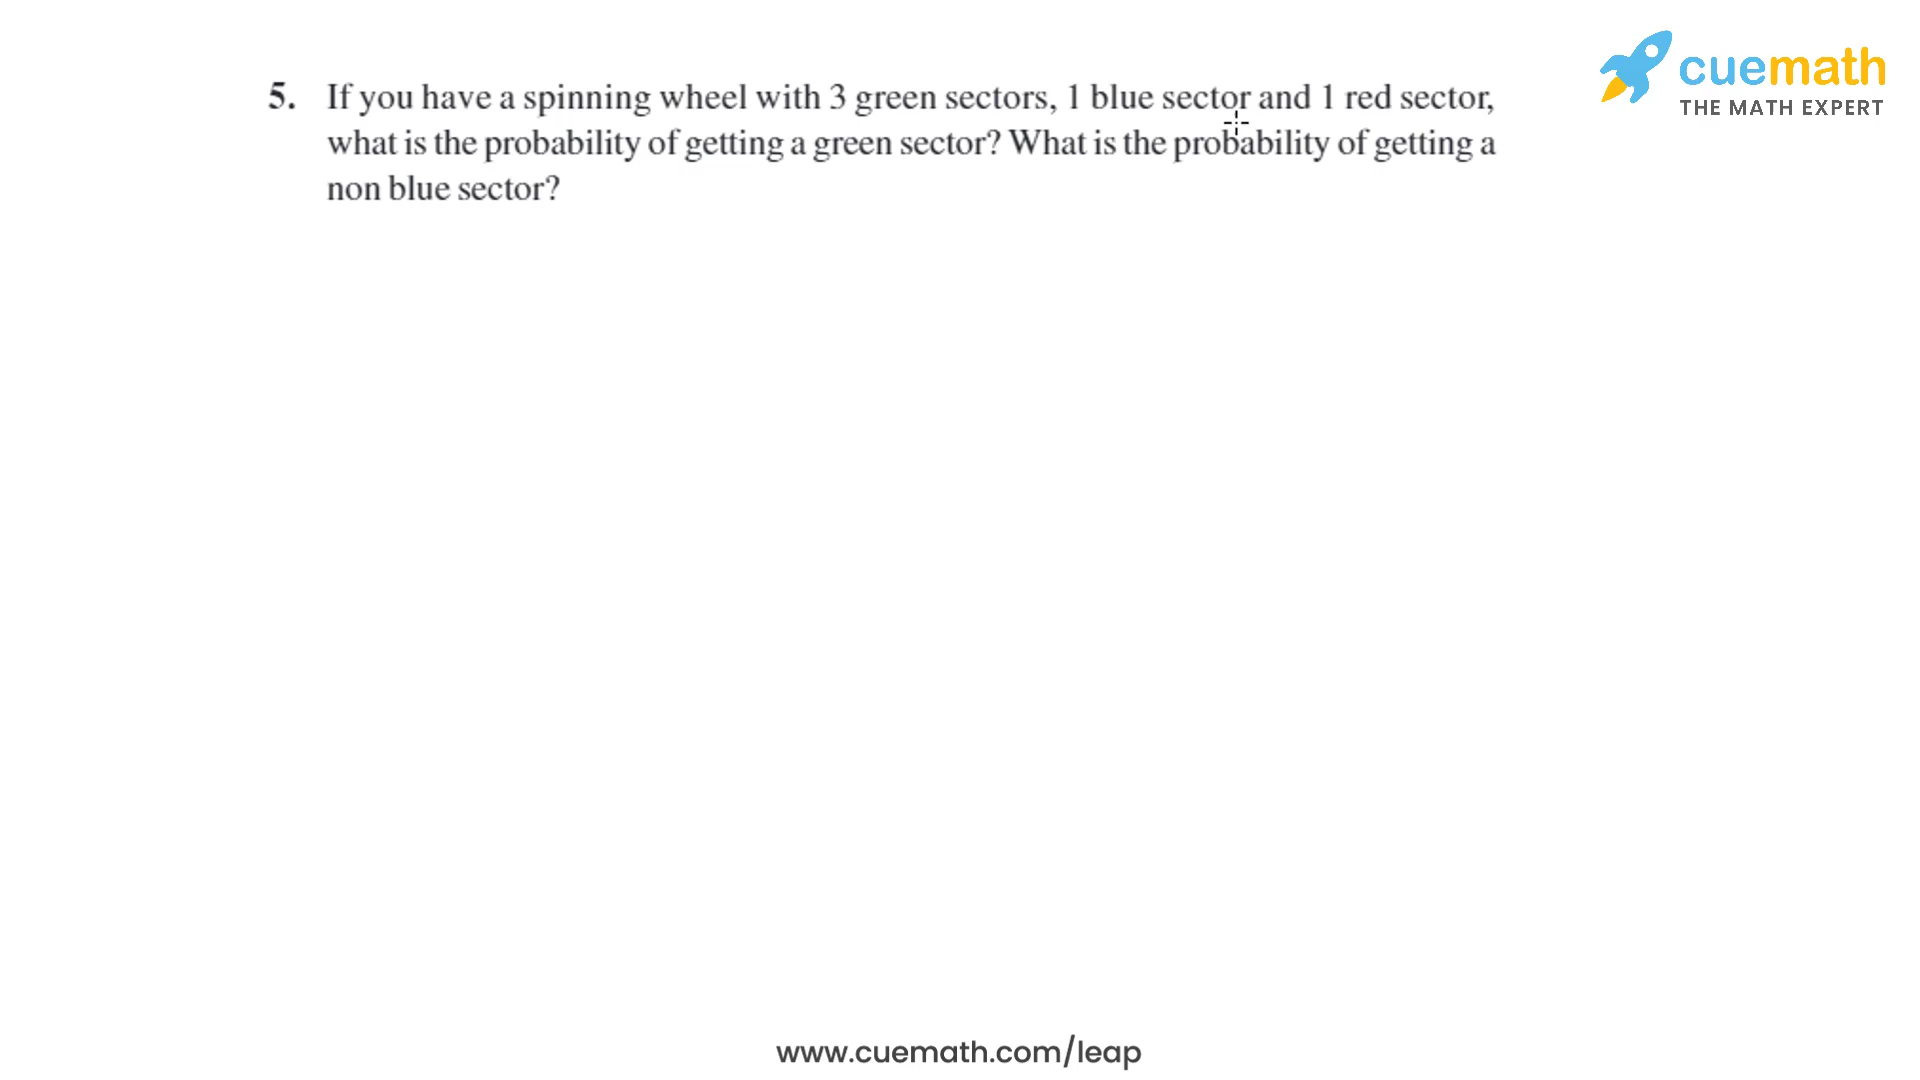 cuemath
THE MATH EXPERT
5. If you have a spinning wheel with 3 green sectors, 1 blue sector and 1 red sector,
what is the probability of getting a green sector? What is the probability of getting a
non blue sector?
www.cuemath.com/leap